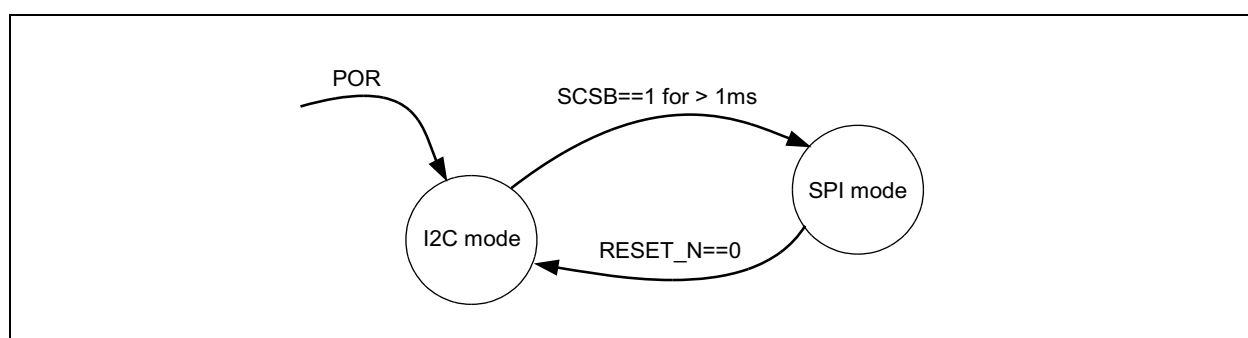 POR
SCSB==1 for > 1ms
SPI mode
I2C mode
RESET_N==0